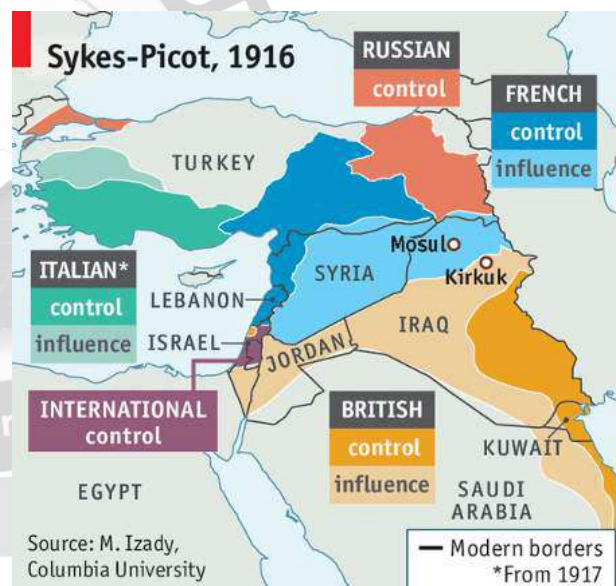 Sykes-Picot, 1916
RUSSIAN
control
FRENCH
control
influence
TURKEY
Mosul
Kirkuk
SYRIA
ITALIAN*
control
influence
LEBANON
ISRAEL
JORDAN
IRAQ
INTERNATIONAL
control
BRITISH
control
influence
KUWAIT
EGYPT
SAUDI
ARABIA
Source: M. Izady,
Columbia University
Modern borders
*From 1917